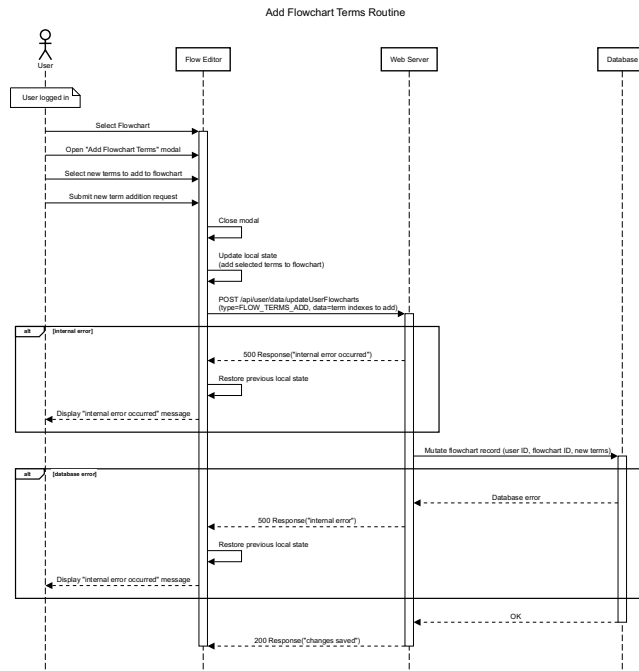 Add Flowchart Terms Routine
User
Flow Editor
Web Server
Database
User logged in
Select Flowchart
Open "Add Flowchart Terms" modal
Select new terms to add to flowchart
Submit new term addition request
Close modal
Update local state
(add selected terms to flowchart)
POST /api/user/data/updateUserFlowcharts
(type=FLOW_TERMS_ADD, data=term indexes to add)
alt
[internal error]
500 Response("internal error occurred")
Restore previous local state
Display "internal error occurred" message
Mutate flowchart record (user ID, flowchart ID, new terms)
alt
[database error]
Database error
500 Response("internal error")
Restore previous local state
Display "internal error occurred" message
OK
200 Response("changes saved")